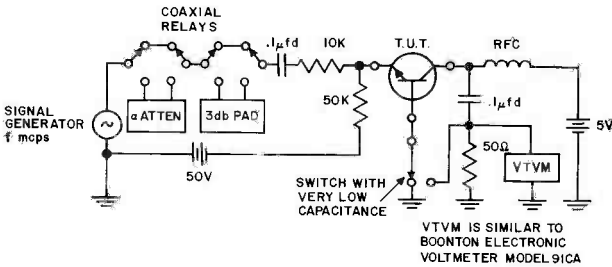 COAXIAL
RELAYS
.1µfd
10K
T.U.T.
RFC
50K
.1µfd
α ATTEN
3db PAD
SIGNAL
GENERATOR
f mcps
50V
5V
50Ω
VTVM
SWITCH WITH
VERY LOW
CAPACITANCE
VTVM IS SIMILAR TO
BOONTON ELECTRONIC
VOLTMETER MODEL 91CA